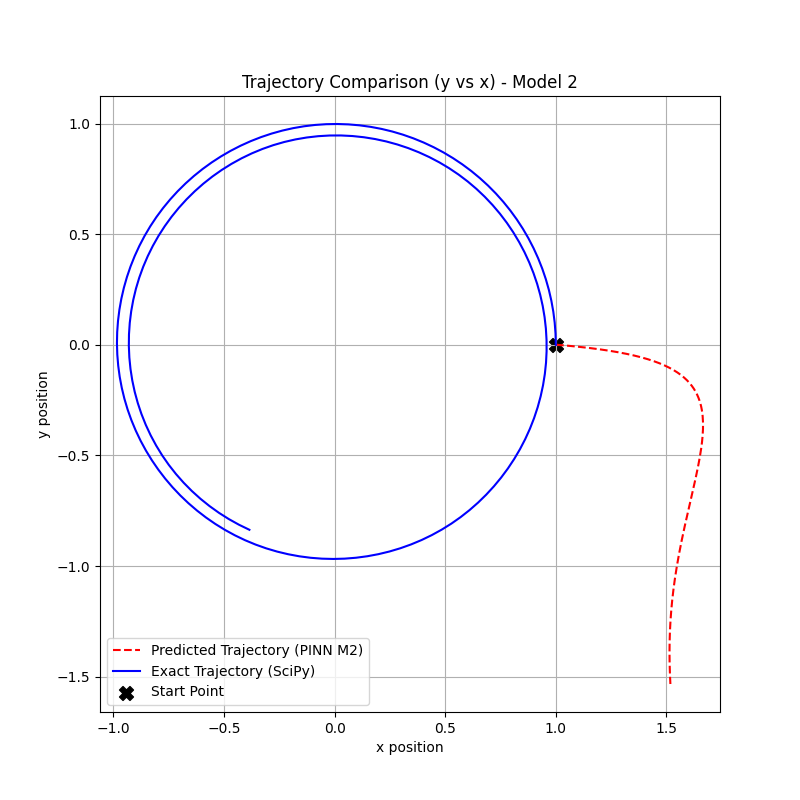 Trajectory Comparison (y vs x) - Model 2
1.0
0.5
0.0
−0.5
−1.0
−1.5
y position
−1.0 −0.5 0.0 0.5 1.0 1.5
x position
Predicted Trajectory (PINN M2)
Exact Trajectory (SciPy)
Start Point